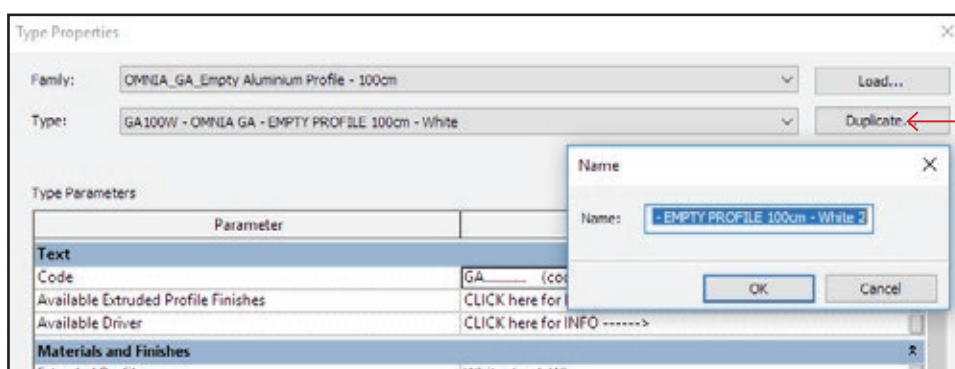 Type Properties
Family: OMNIA_GA_Empty Aluminium Profile - 100cm Load...
Type: GA100W - OMNIA GA - EMPTY PROFILE 100cm - White Duplicate.
Name
Name: - EMPTY PROFILE 100cm - White 2
OK Cancel
Type Parameters
Parameter
Text
Code GA (co
Available Extruded Profile Finishes CLICK here for
Available Driver CLICK here for INFO ------>
Materials and Finishes